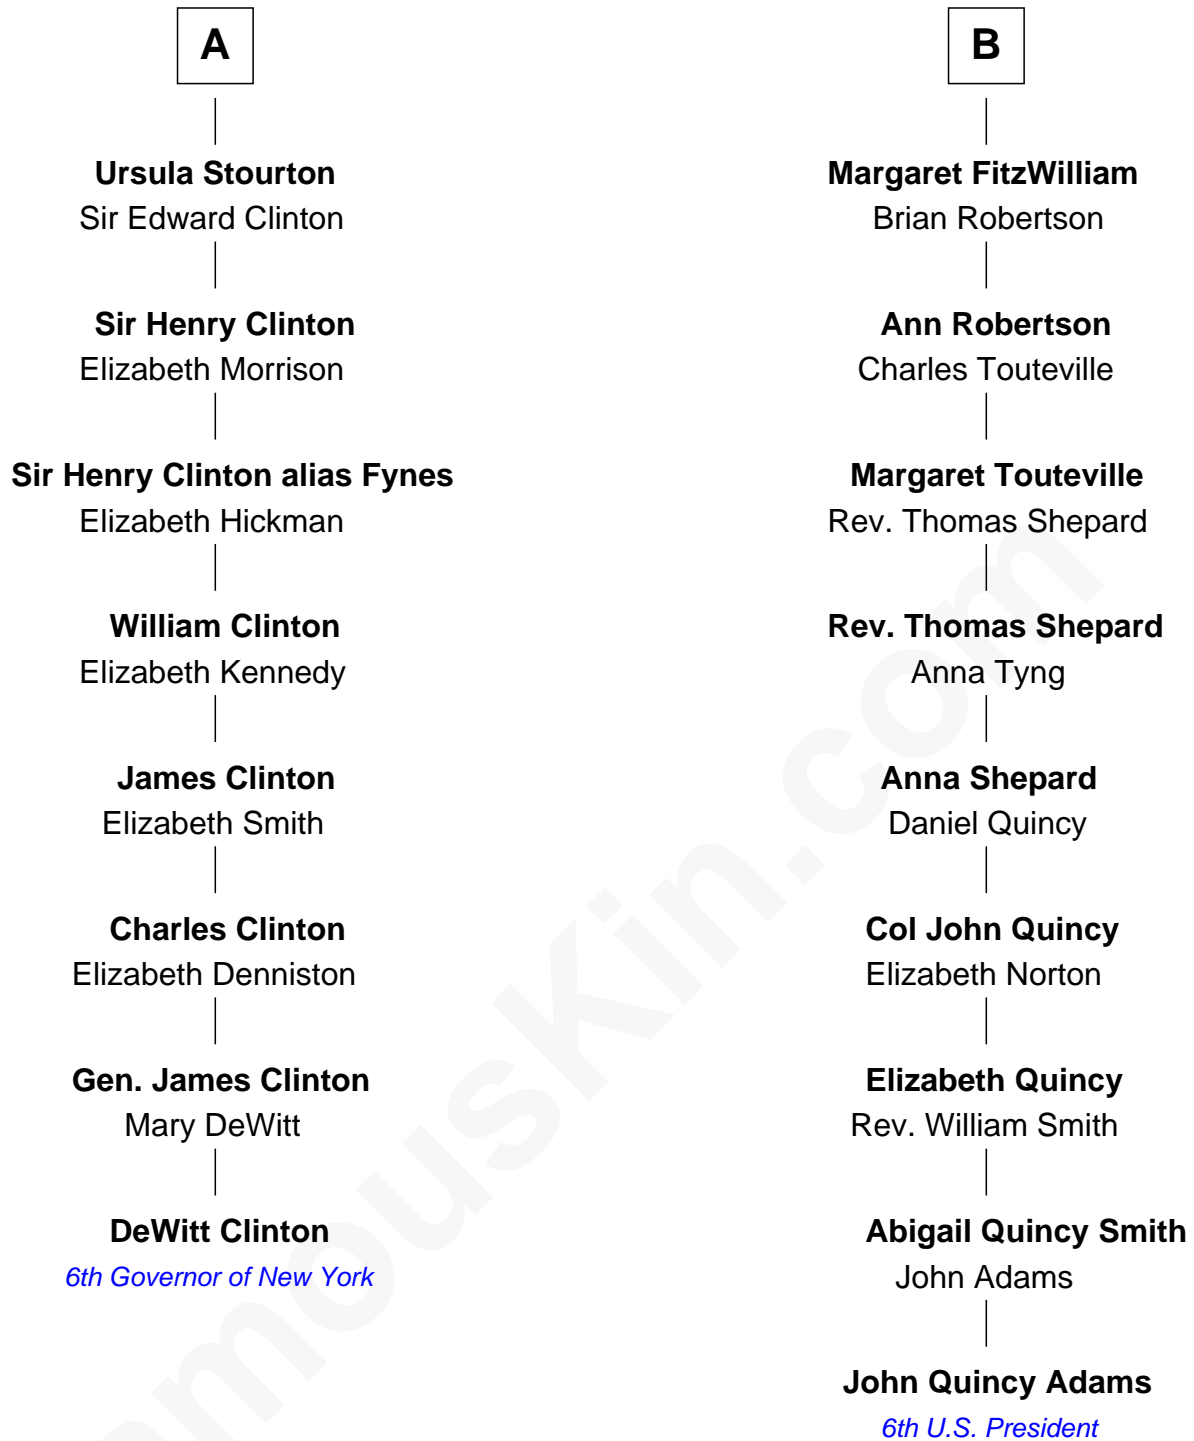 A
Ursula Stourton
Sir Edward Clinton
Sir Henry Clinton
Elizabeth Morrison
Sir Henry Clinton alias Fynes
Elizabeth Hickman
William Clinton
Elizabeth Kennedy
James Clinton
Elizabeth Smith
Charles Clinton
Elizabeth Denniston
Gen. James Clinton
Mary DeWitt
DeWitt Clinton
6th Governor of New York
B
Margaret FitzWilliam
Brian Robertson
Ann Robertson
Charles Touteville
Margaret Touteville
Rev. Thomas Shepard
Rev. Thomas Shepard
Anna Tyng
Anna Shepard
Daniel Quincy
Col John Quincy
Elizabeth Norton
Elizabeth Quincy
Rev. William Smith
Abigail Quincy Smith
John Adams
John Quincy Adams
6th U.S. President
amousKin.com